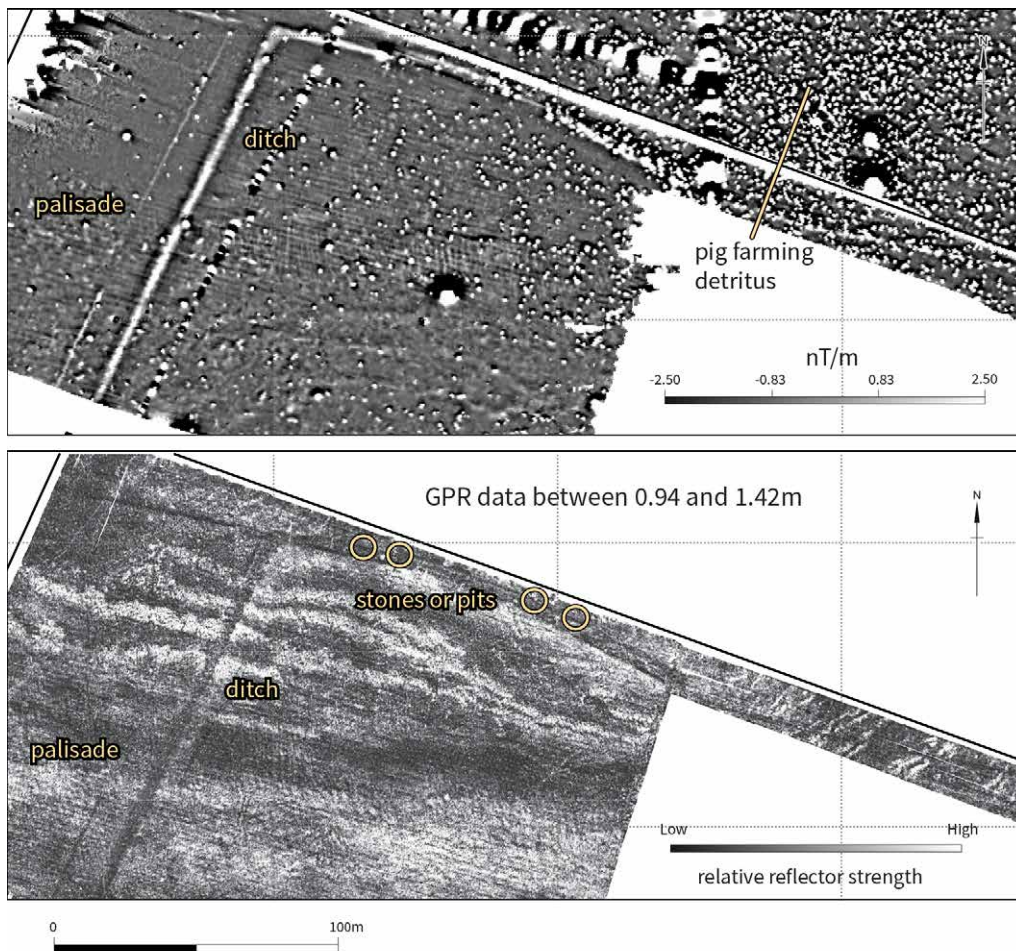 N
ditch
palisade
pig farming
detritus
nT/m
-2.50 -0.83 0.83 2.50
GPR data between 0.94 and 1.42m
N
stones or pits
ditch
palisade
Low High
relative reflector strength
0 100m